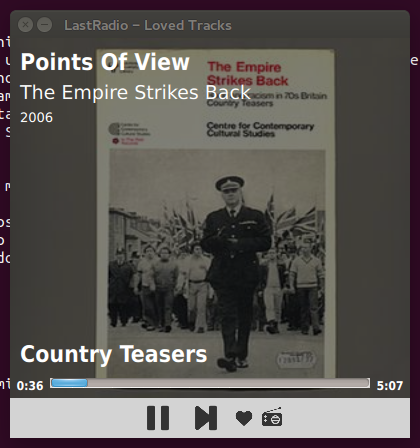 LastRadio - Loved Tracks
Points Of View
The Empire Strikes Back
2006
The Empire
Strikes Back
Racism in 70s Britain
Country Teasers
Centre for Contemporary
Cultural Studies
Country Teasers
0:36
5:07